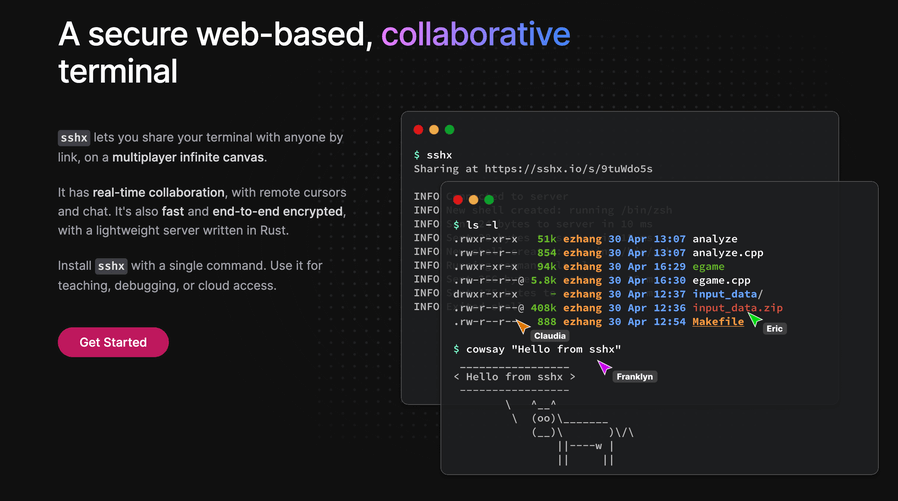 A secure web-based, collaborative
terminal
sshx lets you share your terminal with anyone by
link, on a multiplayer infinite canvas.
It has real-time collaboration, with remote cursors
and chat. It's also fast and end-to-end encrypted,
with a lightweight server written in Rust.
Install sshx with a single command. Use it for
teaching, debugging, or cloud access.
Get Started
$ sshx
Sharing at https://sshx.io/s/9tuWdo5s
INFO Connected to server
INFO New shell created: running /bin/zsh
INFO
INFO
INFO
INFO
INFO
INFO
INFO
$ ls -l
.rwxr-xr-x 51k ezhang 30 Apr 13:07 analyze
.rw-r--r-- 854 ezhang 30 Apr 13:07 analyze.cpp
.rwxr-xr-x 94k ezhang 30 Apr 16:29 egame
.rw-r--r--@ 5.8k ezhang 30 Apr 16:30 egame.cpp
drwxr-xr-x - ezhang 30 Apr 12:37 input_data/
.rw-r--r--@ 408k ezhang 30 Apr 12:36 input_data.zip
.rw-r--r-- 888 ezhang 30 Apr 12:54 Makefile
Claudia
Eric
$ cowsay "Hello from sshx"
Franklyn
_________________
< Hello from sshx >
-----------------
\ ^__^
\ (oo)\_______
(__)\ )\/\
||----w |
|| ||